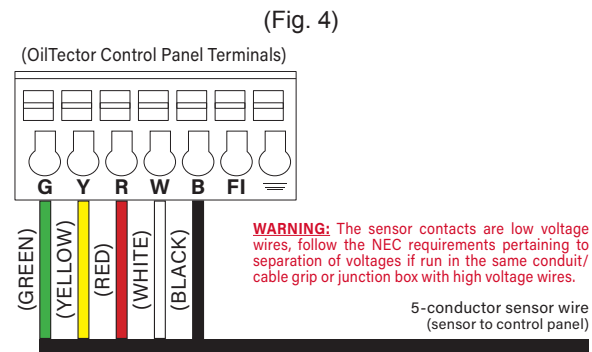 (Fig. 4)
(OilTector Control Panel Terminals)
G Y R W B FI
(GREEN)
(YELLOW)
(RED)
(WHITE)
(BLACK)
WARNING: The sensor contacts are low voltage
wires, follow the NEC requirements pertaining to
separation of voltages if run in the same conduit/
cable grip or junction box with high voltage wires.
5-conductor sensor wire
(sensor to control panel)